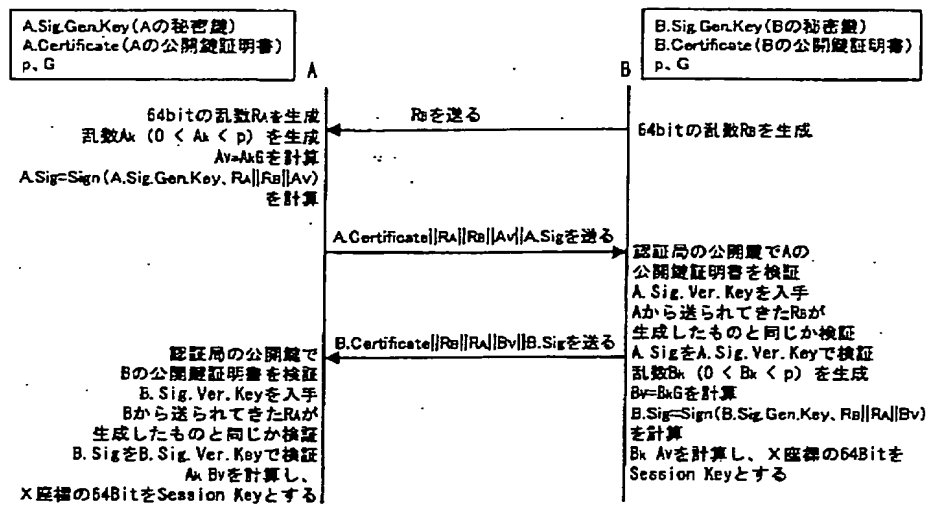 A.Sig.Gen.Key(Aの秘密鍵)
A.Certificate(Aの公開鍵証明書)
p、G
B.Sig.Gen.Key(Bの秘密鍵)
B.Certificate(Bの公開鍵証明書)
p、G
A
B
64bitの乱数RAを生成
乱数Ak (0 < Ak < p) を生成
Av=AkGを計算
A.Sig=Sign(A.Sig.Gen.Key、RA||RB||Av)
を計算
RBを送る
64bitの乱数RBを生成
A.Certificate||RA||RB||Av||A.Sigを送る
認証局の公開鍵でAの
公開鍵証明書を検証
A.Sig.Ver.Keyを入手
Aから送られてきたRBが
生成したものと同じか検証
A.SigをA.Sig.Ver.Keyで検証
乱数Bk (0 < Bk < p) を生成
Bv=BkGを計算
B.Sig=Sign(B.Sig.Gen.Key、RB||RA||Bv)
を計算
Bk Avを計算し、X座標の64Bitを
Session Keyとする
B.Certificate||RB||RA||Bv||B.Sigを送る
認証局の公開鍵で
Bの公開鍵証明書を検証
B.Sig.Ver.Keyを入手
Bから送られてきたRAが
生成したものと同じか検証
B.SigをB.Sig.Ver.Keyで検証
Ak Bvを計算し、
X座標の64BitをSession Keyとする